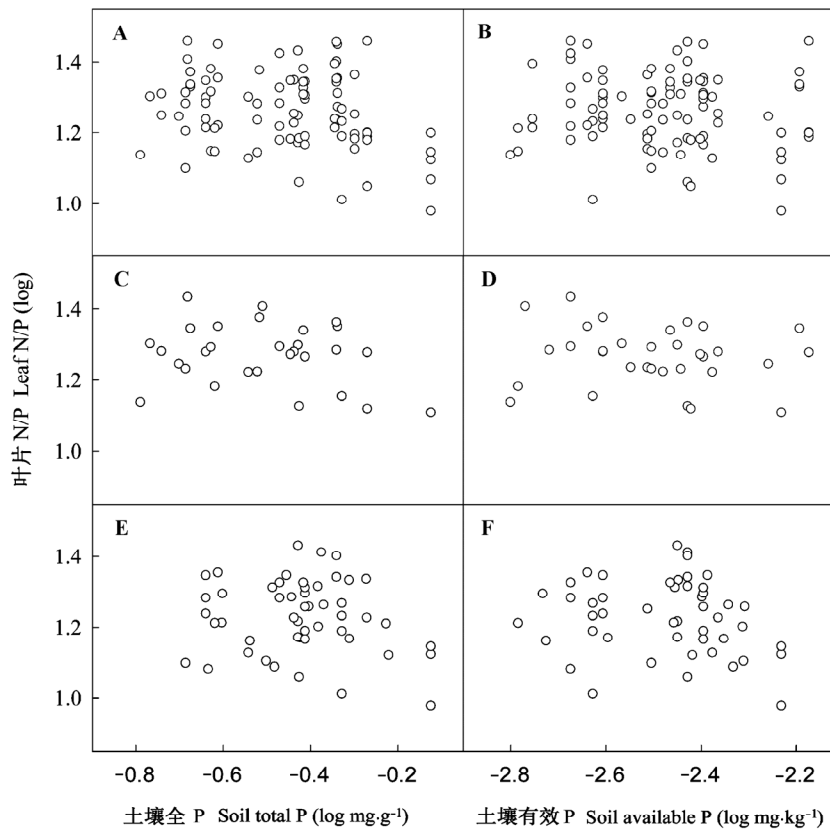 A
B
1.4
1.2
1.0
C
D
1.4
1.2
1.0
叶片 N/P Leaf N/P (log)
E
F
1.4
1.2
1.0
−0.8 −0.6 −0.4 −0.2
−2.8 −2.6 −2.4 −2.2
土壤全 P Soil total P (log mg·g⁻¹)
土壤有效 P Soil available P (log mg·kg⁻¹)